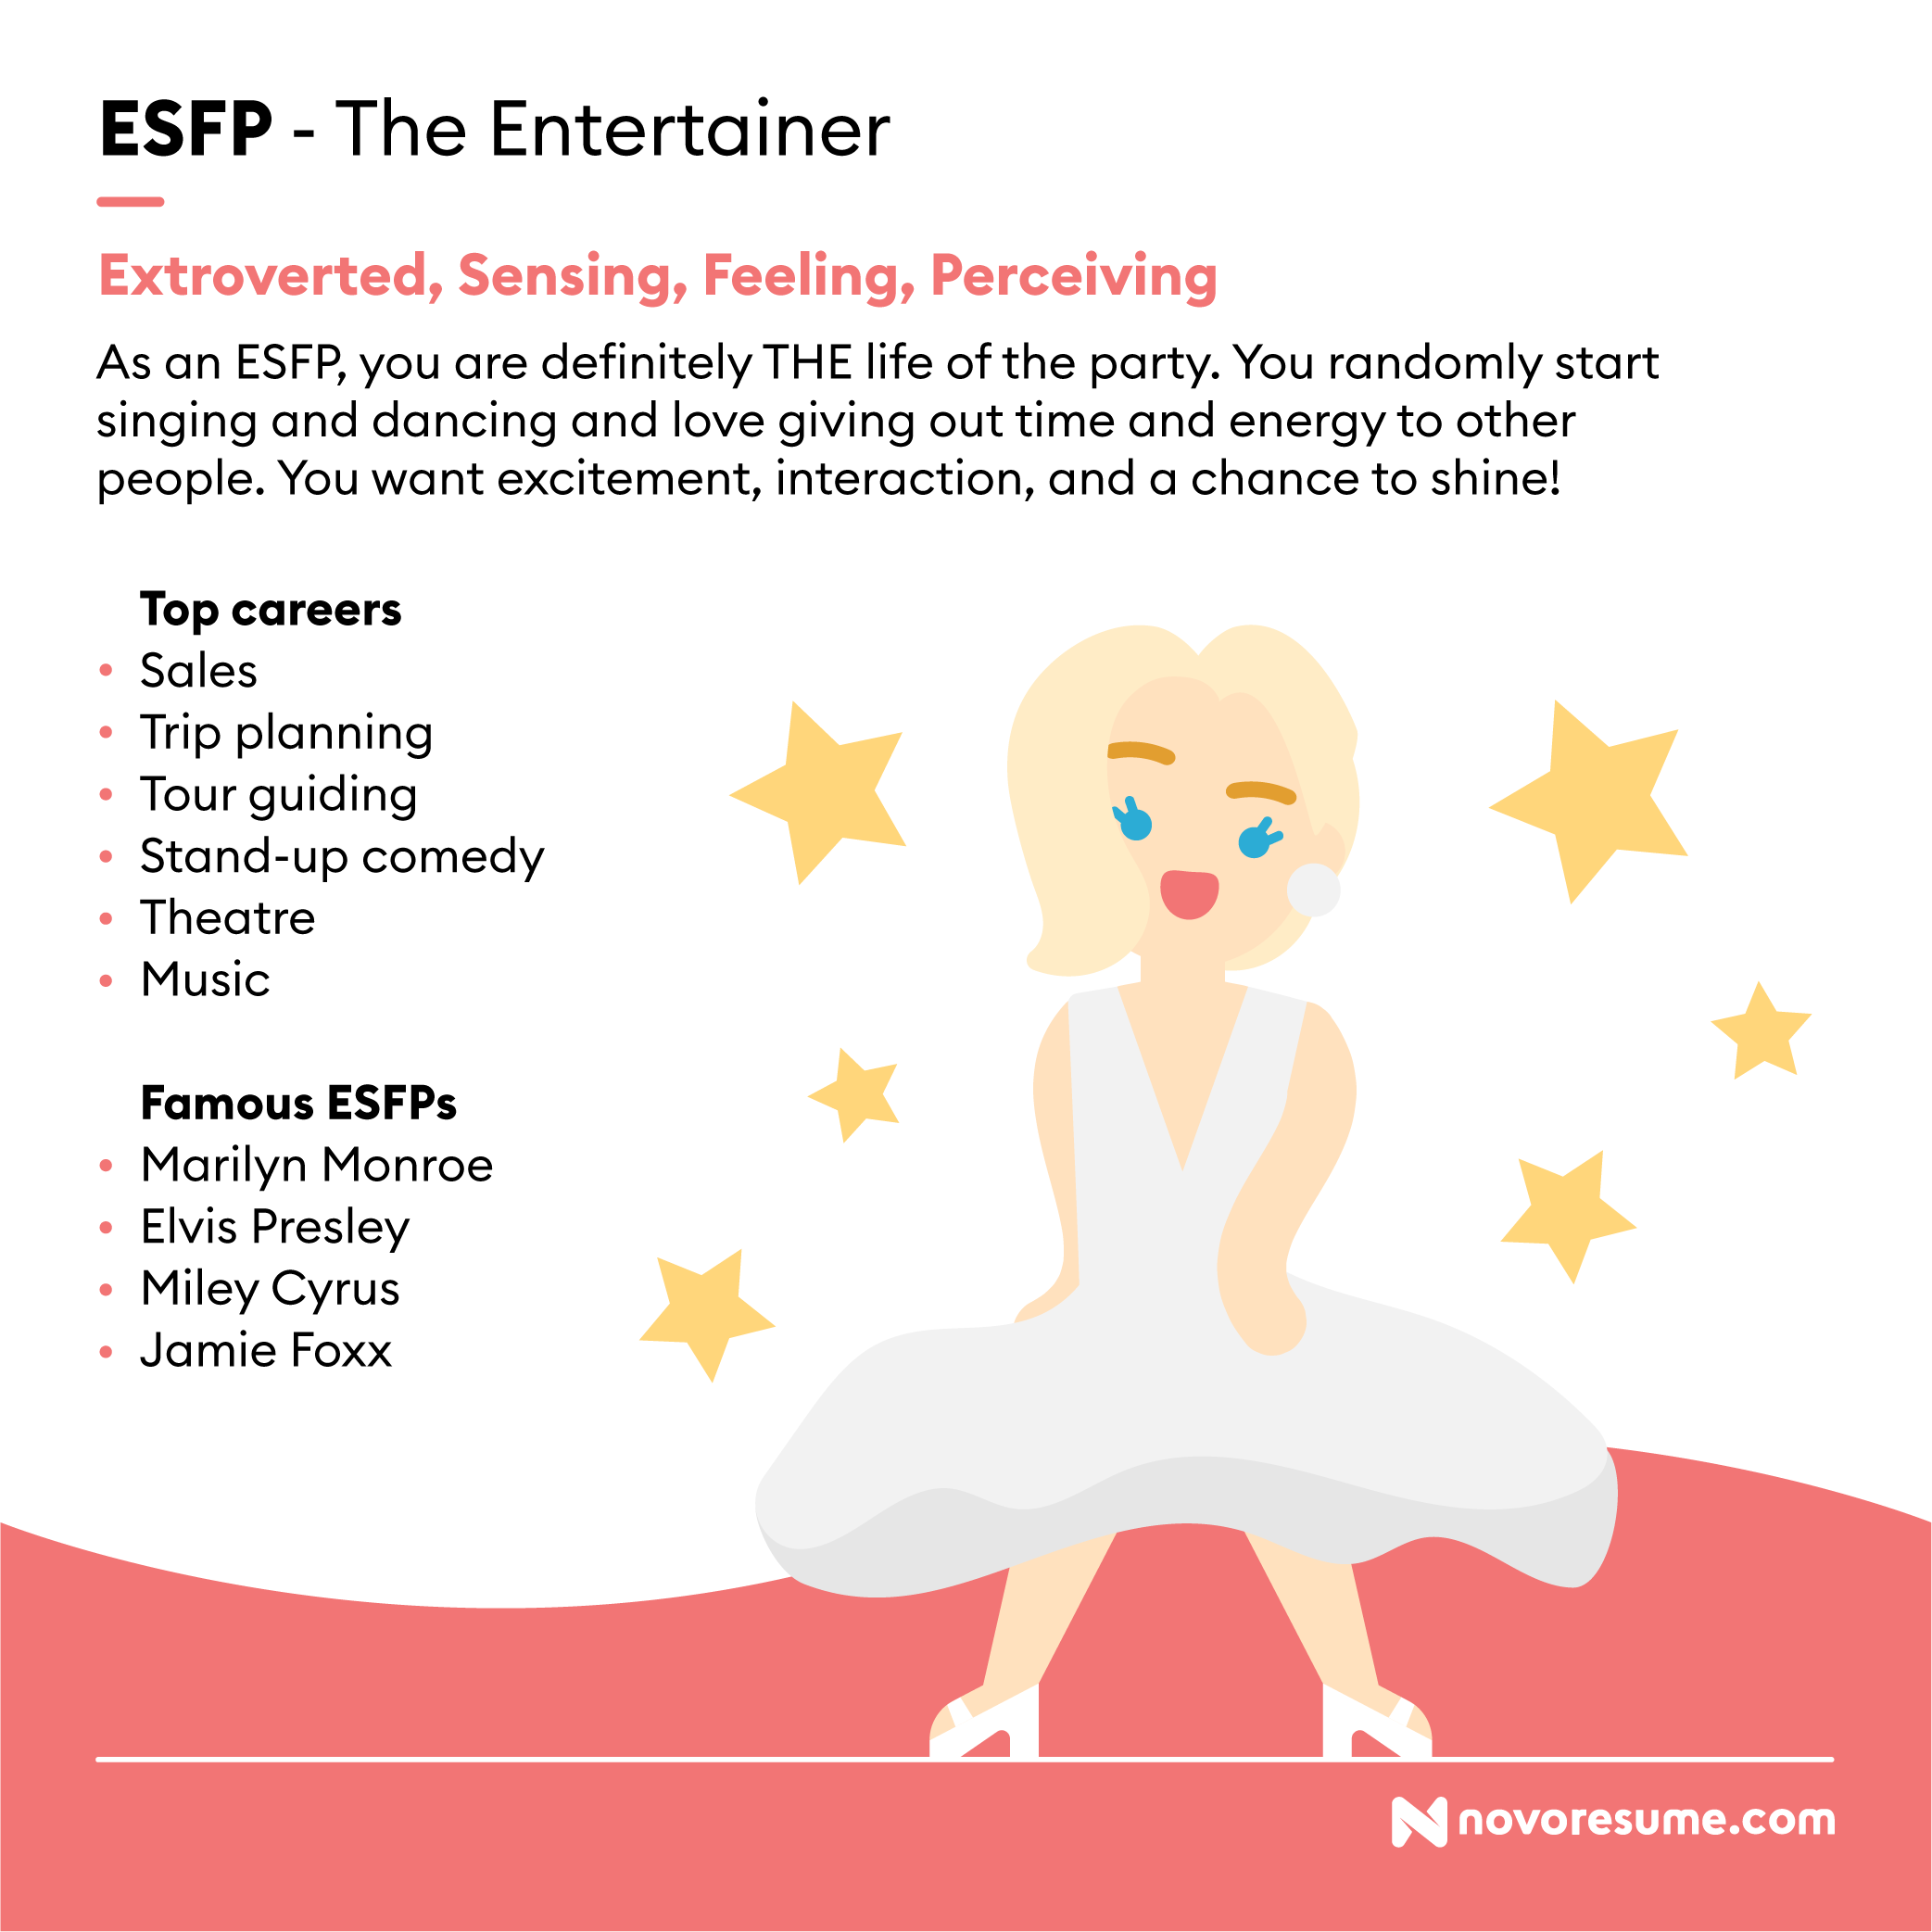 ESFP - The Entertainer
Extroverted, Sensing, Feeling, Perceiving
As an ESFP, you are definitely THE life of the party. You randomly start
singing and dancing and love giving out time and energy to other
people. You want excitement, interaction, and a chance to shine!
Top careers
• Sales
• Trip planning
• Tour guiding
• Stand-up comedy
• Theatre
• Music
Famous ESFPs
• Marilyn Monroe
• Elvis Presley
• Miley Cyrus
• Jamie Foxx
novoresume.com